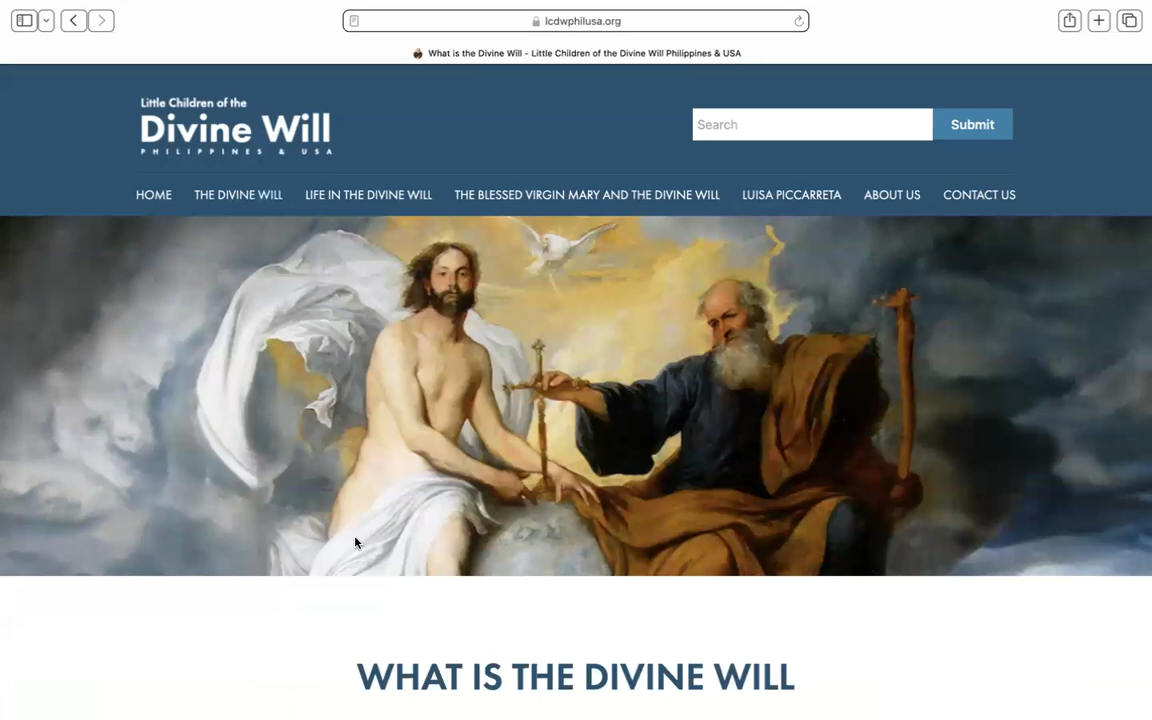 lcdwphilusa.org
What is the Divine Will - Little Children of the Divine Will Philippines & USA
Little Children of the
Divine Will
PHILIPPINES & USA
Search
Submit
HOME THE DIVINE WILL LIFE IN THE DIVINE WILL THE BLESSED VIRGIN MARY AND THE DIVINE WILL LUISA PICCARRETA ABOUT US CONTACT US
WHAT IS THE DIVINE WILL